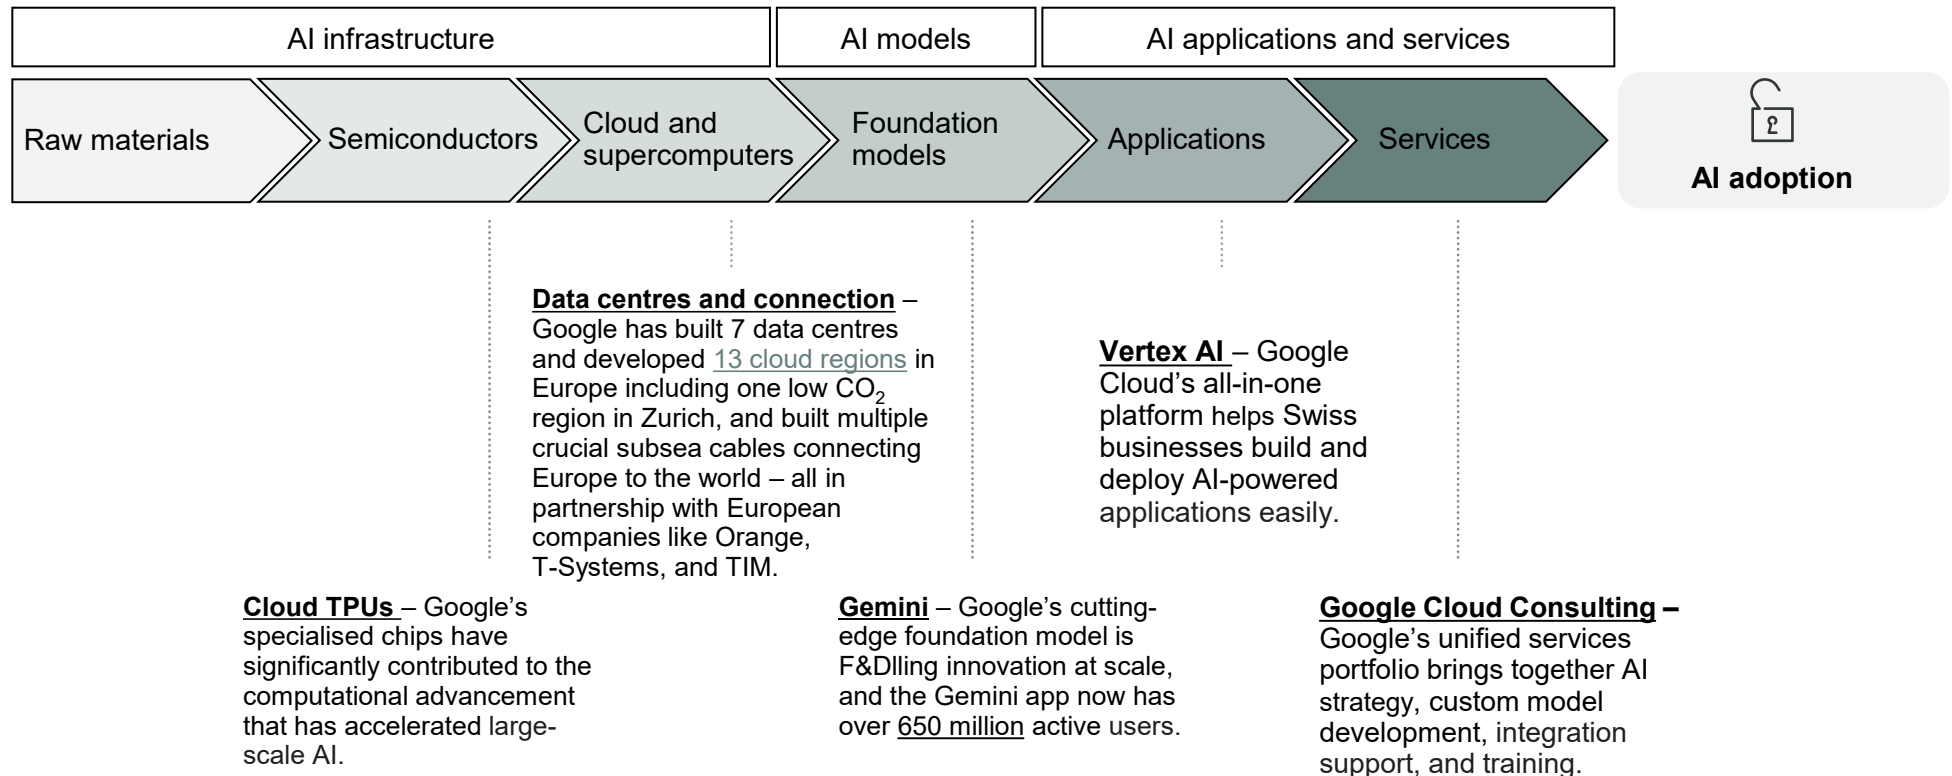 AI infrastructure
AI models
AI applications and services
Raw materials
Semiconductors
Cloud and
supercomputers
Foundation
models
Applications
Services
AI adoption
Data centres and connection –
Google has built 7 data centres
and developed 13 cloud regions in
Europe including one low CO₂
region in Zurich, and built multiple
crucial subsea cables connecting
Europe to the world – all in
partnership with European
companies like Orange,
T-Systems, and TIM.
Vertex AI – Google
Cloud’s all-in-one
platform helps Swiss
businesses build and
deploy AI-powered
applications easily.
Cloud TPUs – Google’s
specialised chips have
significantly contributed to the
computational advancement
that has accelerated large-
scale AI.
Gemini – Google’s cutting-
edge foundation model is
F&Dlling innovation at scale,
and the Gemini app now has
over 650 million active users.
Google Cloud Consulting –
Google’s unified services
portfolio brings together AI
strategy, custom model
development, integration
support, and training.